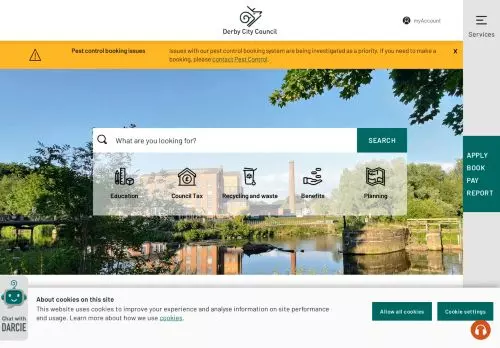 Derby City Council
myAccount
Services
Pest control booking issues
Issues with our pest control booking system are being investigated as a priority. If you need to make
a booking, please contact Pest Control.
x
What are you looking for?
SEARCH
Education
Council Tax
Recycling and waste
Benefits
Planning
APPLY
BOOK
PAY
REPORT
Chat with
DARCIE
About cookies on this site
This website uses cookies to improve your experience and analyse information on site performance
and usage. Learn more about how we use cookies.
Allow all cookies
Cookie settings